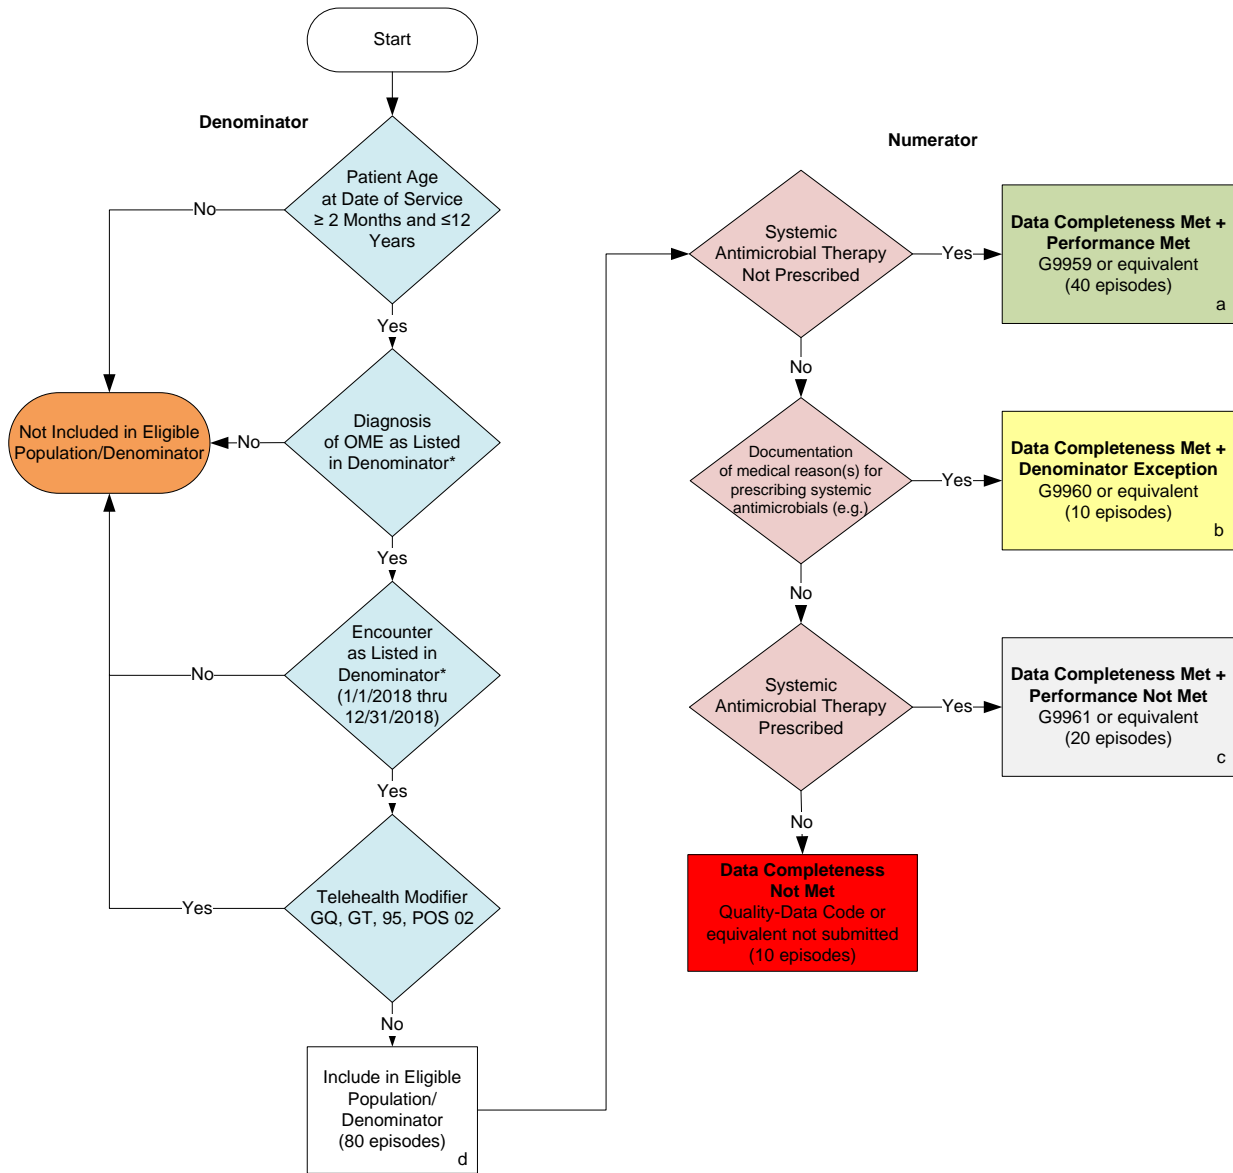 Start
Denominator
Patient Age
at Date of Service
≥ 2 Months and ≤12
Years
No
Yes
Diagnosis
of OME as Listed
in Denominator*
No
Not Included in Eligible
Population/Denominator
Yes
Encounter
as Listed in
Denominator*
(1/1/2018 thru
12/31/2018)
No
Yes
Telehealth Modifier
GQ, GT, 95, POS 02
Yes
No
Include in Eligible
Population/
Denominator
(80 episodes)
d
Numerator
Systemic
Antimicrobial Therapy
Not Prescribed
Yes
Data Completeness Met +
Performance Met
G9959 or equivalent
(40 episodes)
a
No
Documentation
of medical reason(s) for
prescribing systemic
antimicrobials (e.g.)
Yes
Data Completeness Met +
Denominator Exception
G9960 or equivalent
(10 episodes)
b
No
Systemic
Antimicrobial Therapy
Prescribed
Yes
Data Completeness Met +
Performance Not Met
G9961 or equivalent
(20 episodes)
c
No
Data Completeness
Not Met
Quality-Data Code or
equivalent not submitted
(10 episodes)